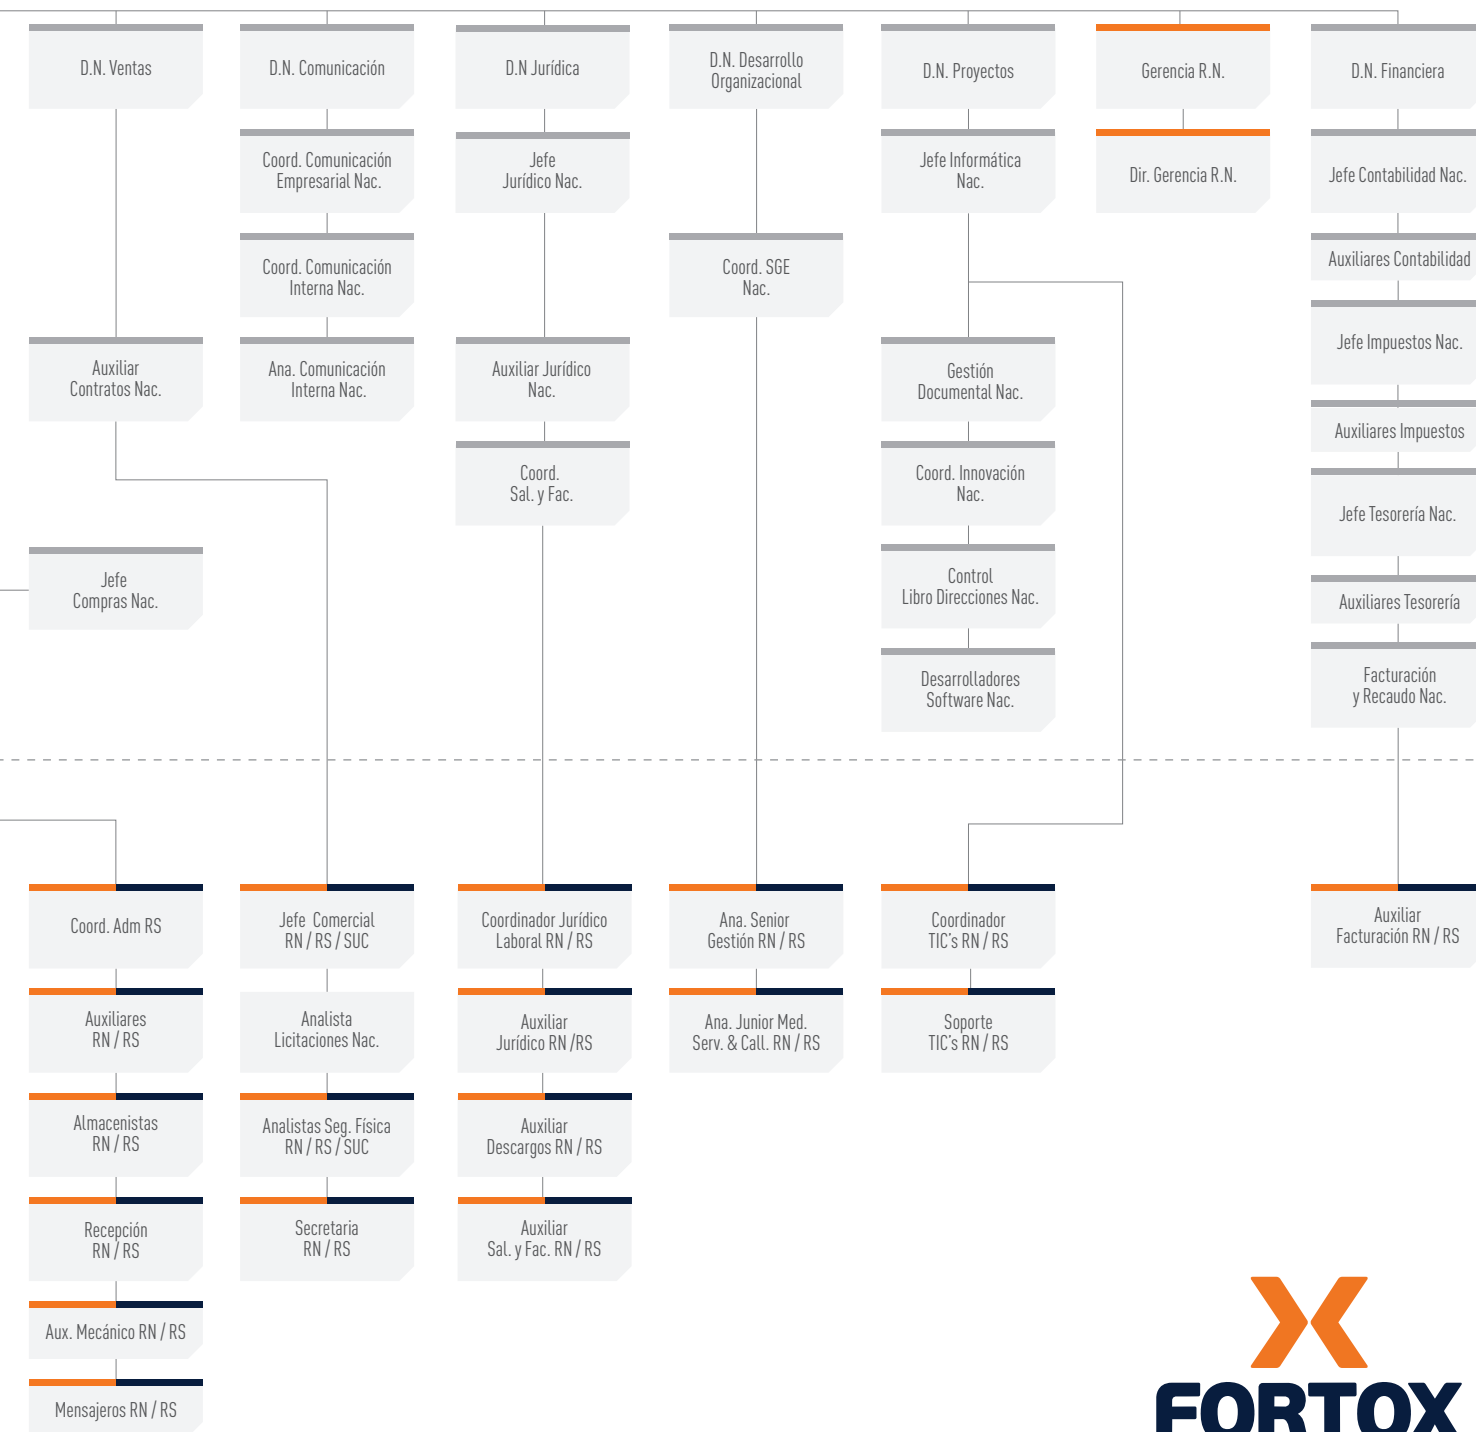 D.N. Ventas
D.N. Comunicación
D.N Jurídica
D.N. Desarrollo
Organizacional
D.N. Proyectos
Gerencia R.N.
D.N. Financiera
Coord. Comunicación
Empresarial Nac.
Jefe
Jurídico Nac.
Jefe Informática
Nac.
Dir. Gerencia R.N.
Jefe Contabilidad Nac.
Coord. Comunicación
Interna Nac.
Coord. SGE
Nac.
Auxiliares Contabilidad
Auxiliar
Contratos Nac.
Ana. Comunicación
Interna Nac.
Auxiliar Jurídico
Nac.
Gestión
Documental Nac.
Jefe Impuestos Nac.
Auxiliares Impuestos
Coord.
Sal. y Fac.
Coord. Innovación
Nac.
Jefe Tesorería Nac.
Jefe
Compras Nac.
Control
Libro Direcciones Nac.
Auxiliares Tesorería
Desarrolladores
Software Nac.
Facturación
y Recaudo Nac.
Coord. Adm RS
Jefe Comercial
RN / RS / SUC
Coordinador Jurídico
Laboral RN / RS
Ana. Senior
Gestión RN / RS
Coordinador
TIC's RN / RS
Auxiliar
Facturación RN / RS
Auxiliares
RN / RS
Analista
Licitaciones Nac.
Auxiliar
Jurídico RN /RS
Ana. Junior Med.
Serv. & Call. RN / RS
Soporte
TIC's RN / RS
Almacenistas
RN / RS
Analistas Seg. Física
RN / RS / SUC
Auxiliar
Descargos RN / RS
Recepción
RN / RS
Secretaria
RN / RS
Auxiliar
Sal. y Fac. RN / RS
Aux. Mecánico RN / RS
Mensajeros RN / RS
FORTOX